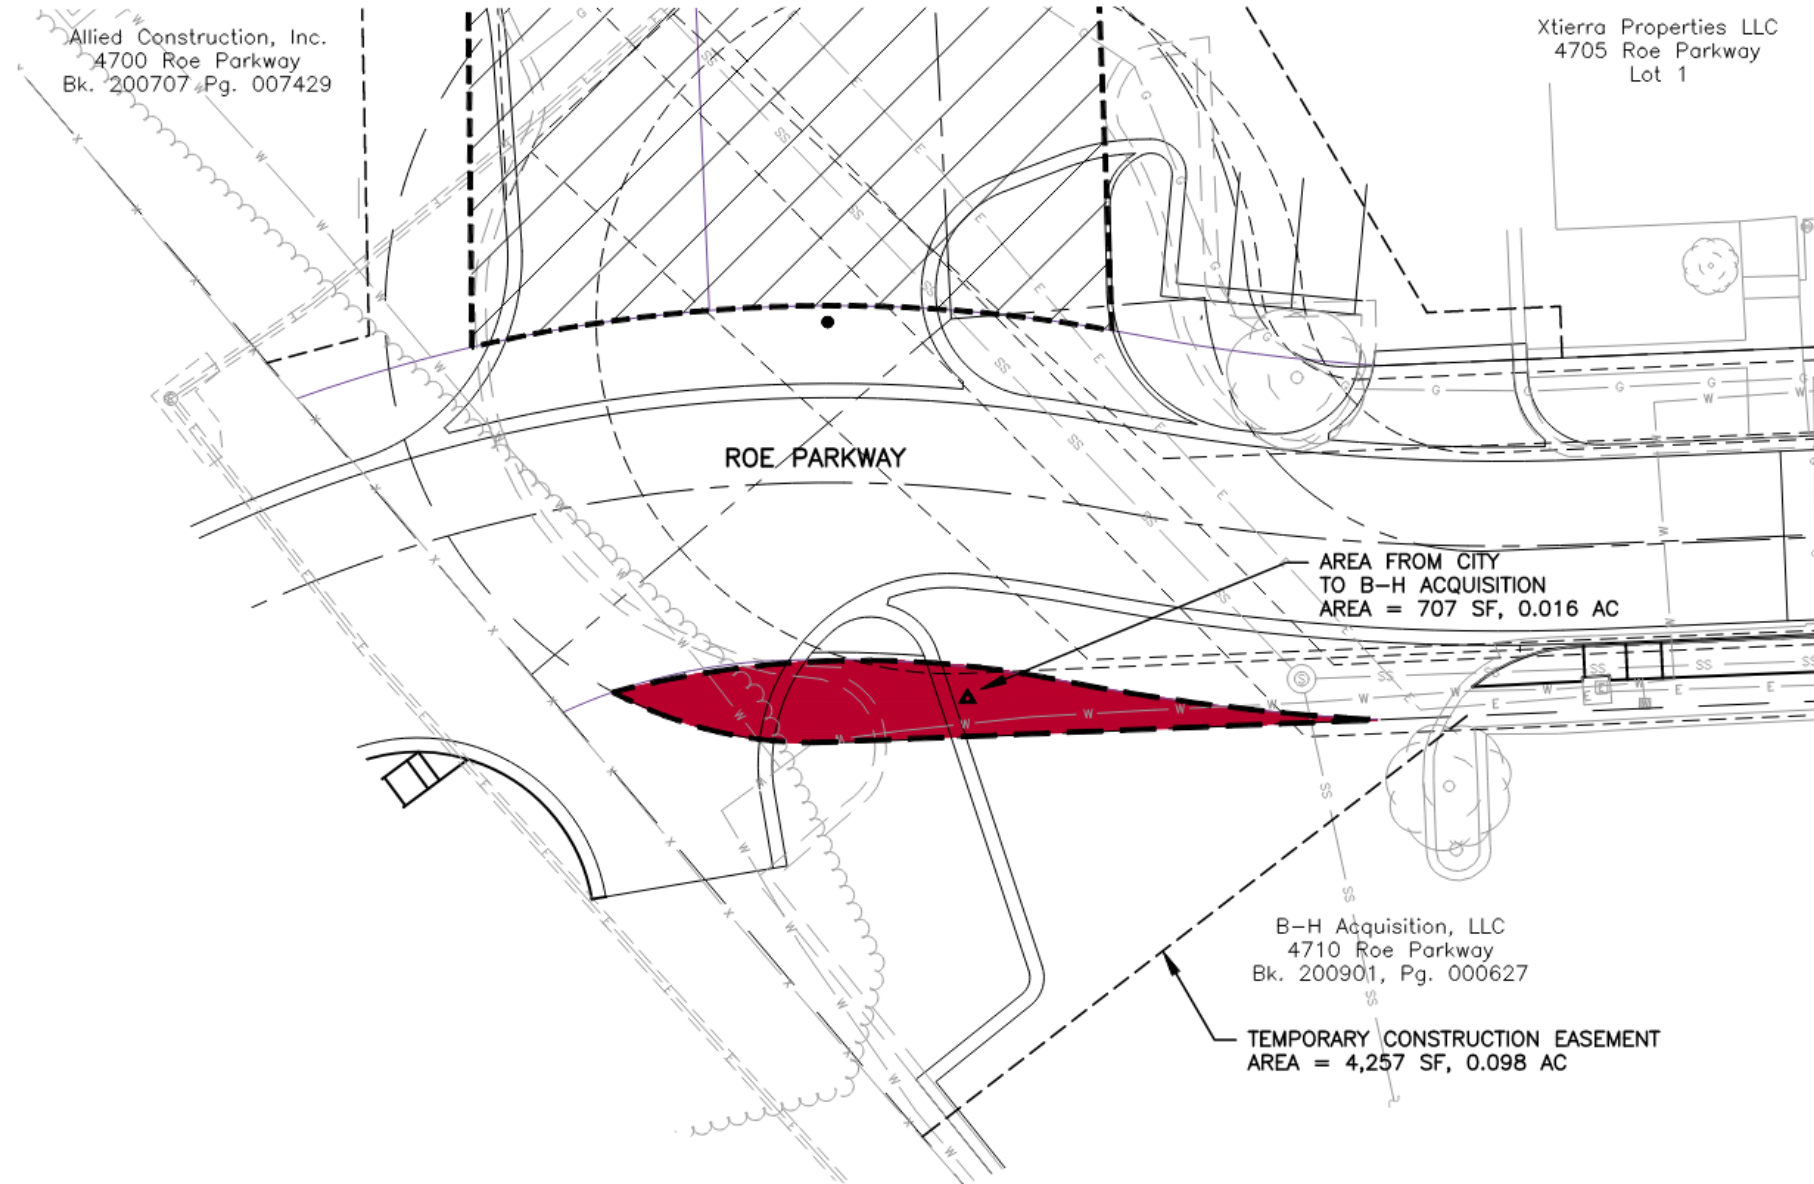 Allied Construction, Inc.
4700 Roe Parkway
Bk. 200707 Pg. 007429
Xtierra Properties LLC
4705 Roe Parkway
Lot 1
ROE PARKWAY
AREA FROM CITY
TO B-H ACQUISITION
AREA = 707 SF, 0.016 AC
B-H Acquisition, LLC
4710 Roe Parkway
Bk. 200901, Pg. 000627
TEMPORARY CONSTRUCTION EASEMENT
AREA = 4,257 SF, 0.098 AC